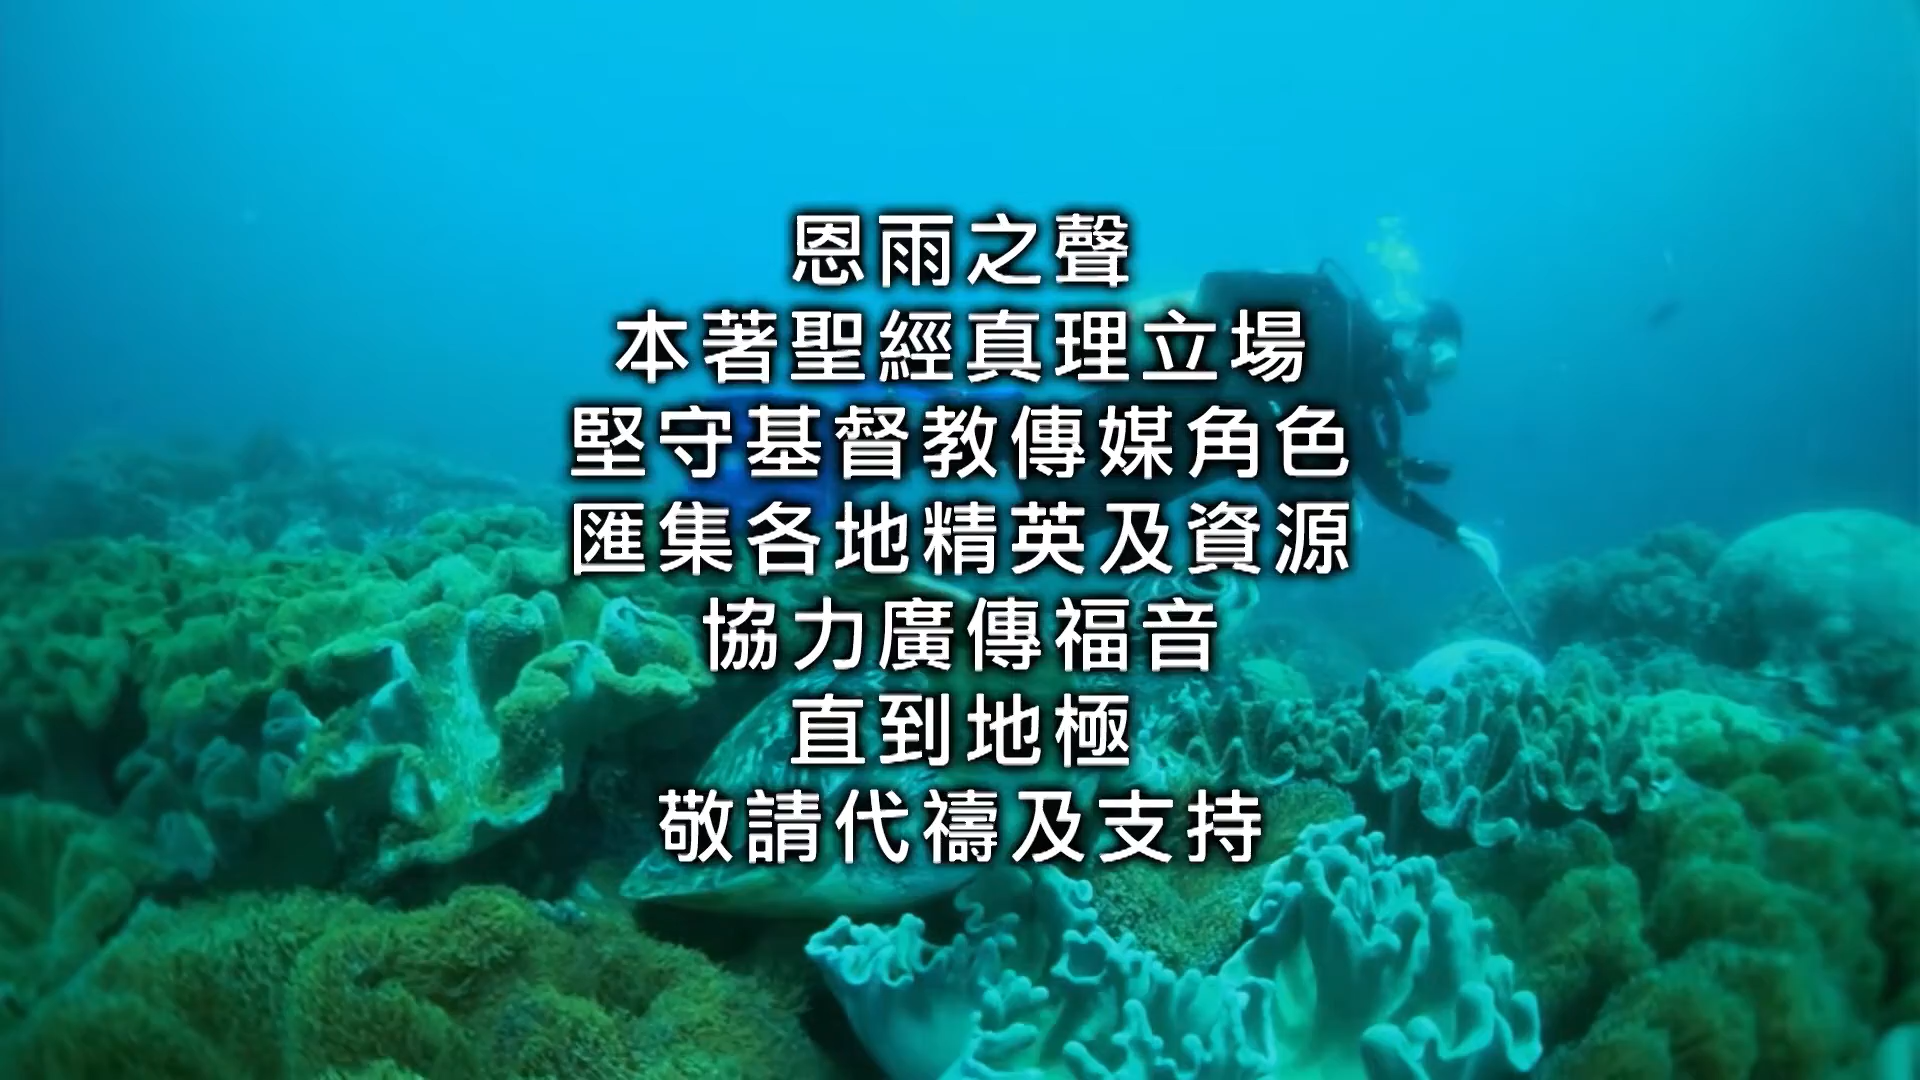 恩雨之聲
本著聖經真理立場
堅守基督教傳媒角色
匯集各地精英及資源
協力廣傳福音
直到地極
敬請代禱及支持